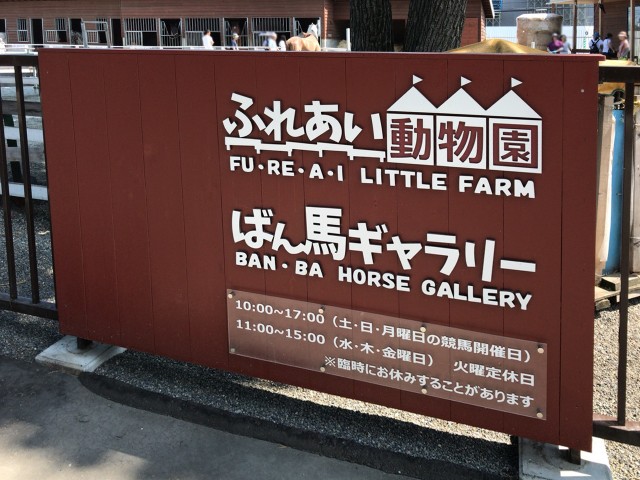 ふれあい動物園
FU・RE・A・I LITTLE FARM
ばん馬ギャラリー
BAN・BA HORSE GALLERY
10:00~17:00（土・日・月曜日の競馬開催日）
11:00~15:00（水・木・金曜日） 火曜定休日
※臨時にお休みすることがあります